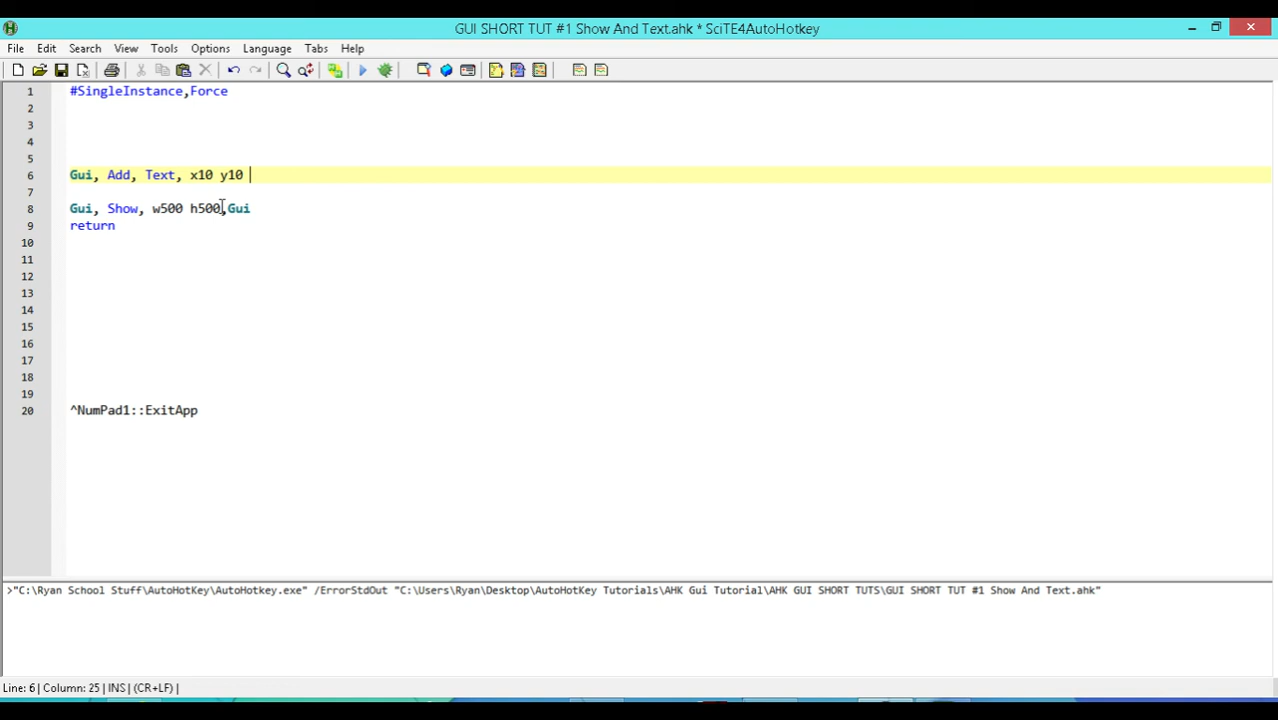 GUI SHORT TUT #1 Show And Text.ahk * SciTE4AutoHotkey
File Edit Search View Tools Options Language Tabs Help
1 #SingleInstance,Force
2
3
4
5
6 Gui, Add, Text, x10 y10
7
8 Gui, Show, w500 h500,Gui
9 return
10
11
12
13
14
15
16
17
18
19
20 ^NumPad1::ExitApp
>"C:\Ryan School Stuff\AutoHotKey\AutoHotkey.exe" /ErrorStdOut "C:\Users\Ryan\Desktop\AutoHotKey Tutorials\AHK Gui Tutorial\AHK GUI SHORT TUTS\GUI SHORT TUT #1 Show And Text.ahk"
Line: 6 | Column: 25 | INS | (CR+LF) |